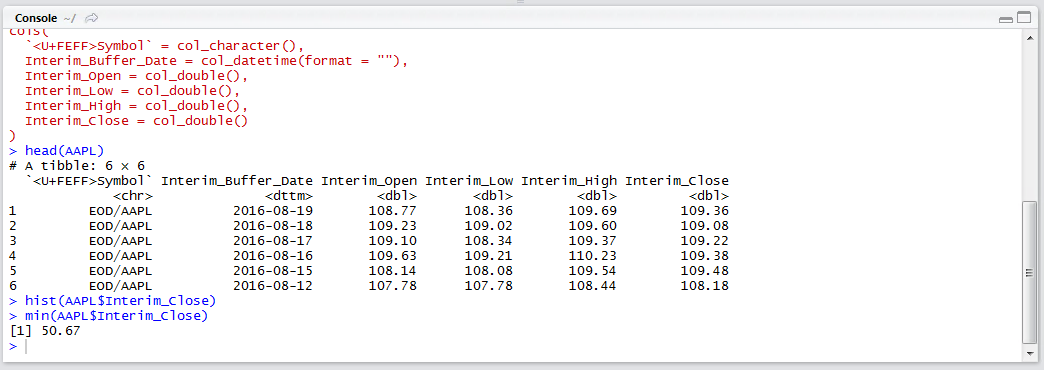 Console ~/
cols(
  `<U+FEFF>Symbol` = col_character(),
  Interim_Buffer_Date = col_datetime(format = ""),
  Interim_Open = col_double(),
  Interim_Low = col_double(),
  Interim_High = col_double(),
  Interim_Close = col_double()
)
> head(AAPL)
# A tibble: 6 × 6
  `<U+FEFF>Symbol` Interim_Buffer_Date Interim_Open Interim_Low Interim_High Interim_Close
             <chr>              <dttm>        <dbl>       <dbl>        <dbl>         <dbl>
1         EOD/AAPL          2016-08-19       108.77      108.36       109.69        109.36
2         EOD/AAPL          2016-08-18       109.23      109.02       109.60        109.08
3         EOD/AAPL          2016-08-17       109.10      108.34       109.37        109.22
4         EOD/AAPL          2016-08-16       109.63      109.21       110.23        109.38
5         EOD/AAPL          2016-08-15       108.14      108.08       109.54        109.48
6         EOD/AAPL          2016-08-12       107.78      107.78       108.44        108.18
> hist(AAPL$Interim_Close)
> min(AAPL$Interim_Close)
[1] 50.67
>